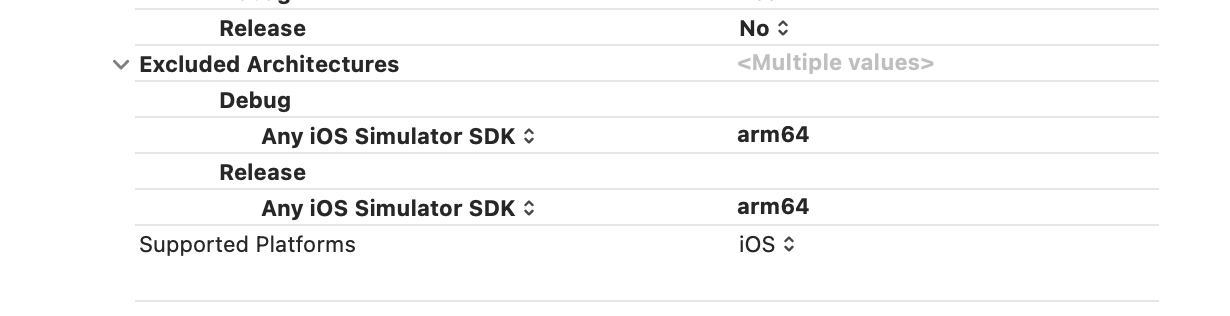 Release No
Excluded Architectures <Multiple values>
Debug
Any iOS Simulator SDK arm64
Release
Any iOS Simulator SDK arm64
Supported Platforms iOS